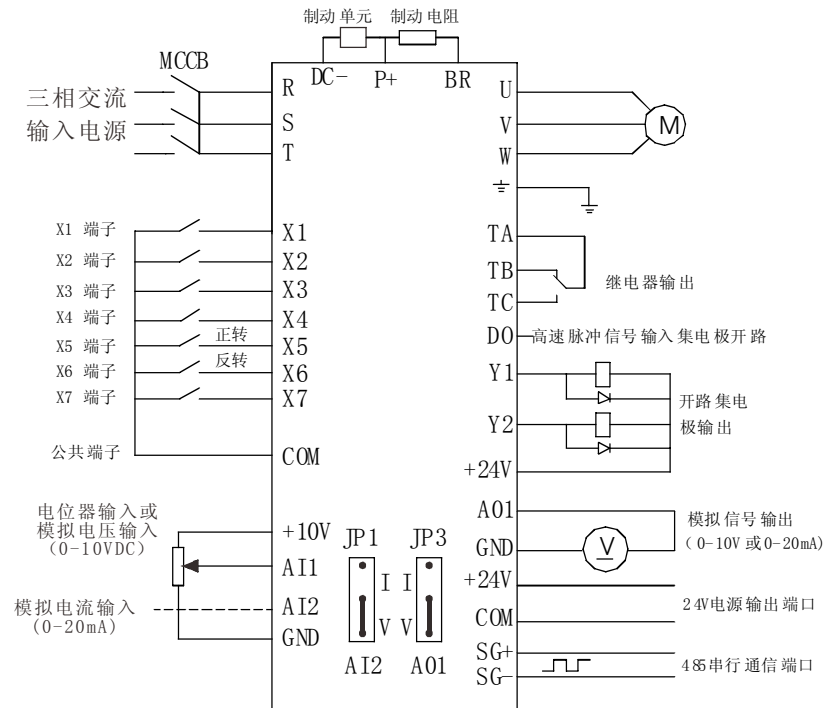 制动单元 制动电阻
MCCB
DC- P+ BR
三相交流
输入电源
R
S
T
U
V
W
M
X1 端子 X1
X2 端子 X2
X3 端子 X3
X4 端子 X4
X5 端子 正转 X5
X6 端子 反转 X6
X7 端子 X7
公共端子 COM
TA
TB
TC
继电器输出
DO 高速脉冲信号输入集电极开路
Y1
Y2
+24V
开路集电
极输出
电位器输入或
模拟电压输入
(0-10VDC)
模拟电流输入
(0-20mA)
+10V
AI1
AI2
GND
JP1 JP3
I I
V V
AI2 AO1
AO1
GND
V
模拟信号输出
(0-10V 或0-20mA)
+24V
COM
24V电源输出端口
SG+
SG-
485串行通信端口